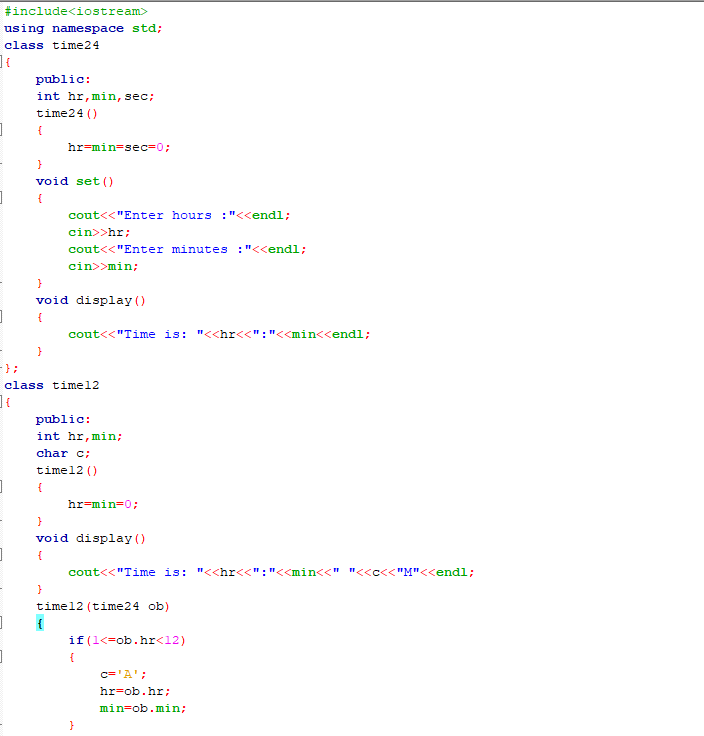 #include<iostream>
using namespace std;
class time24
{
    public:
    int hr,min,sec;
    time24()
    {
        hr=min=sec=0;
    }
    void set()
    {
        cout<<"Enter hours :"<<endl;
        cin>>hr;
        cout<<"Enter minutes :"<<endl;
        cin>>min;
    }
    void display()
    {
        cout<<"Time is: "<<hr<<":"<<min<<endl;
    }
};
class time12
{
    public:
    int hr,min;
    char c;
    time12()
    {
        hr=min=0;
    }
    void display()
    {
        cout<<"Time is: "<<hr<<":"<<min<<" "<<c<<"M"<<endl;
    }
    time12(time24 ob)
    {
        if(1<=ob.hr<12)
        {
            c='A';
            hr=ob.hr;
            min=ob.min;
        }